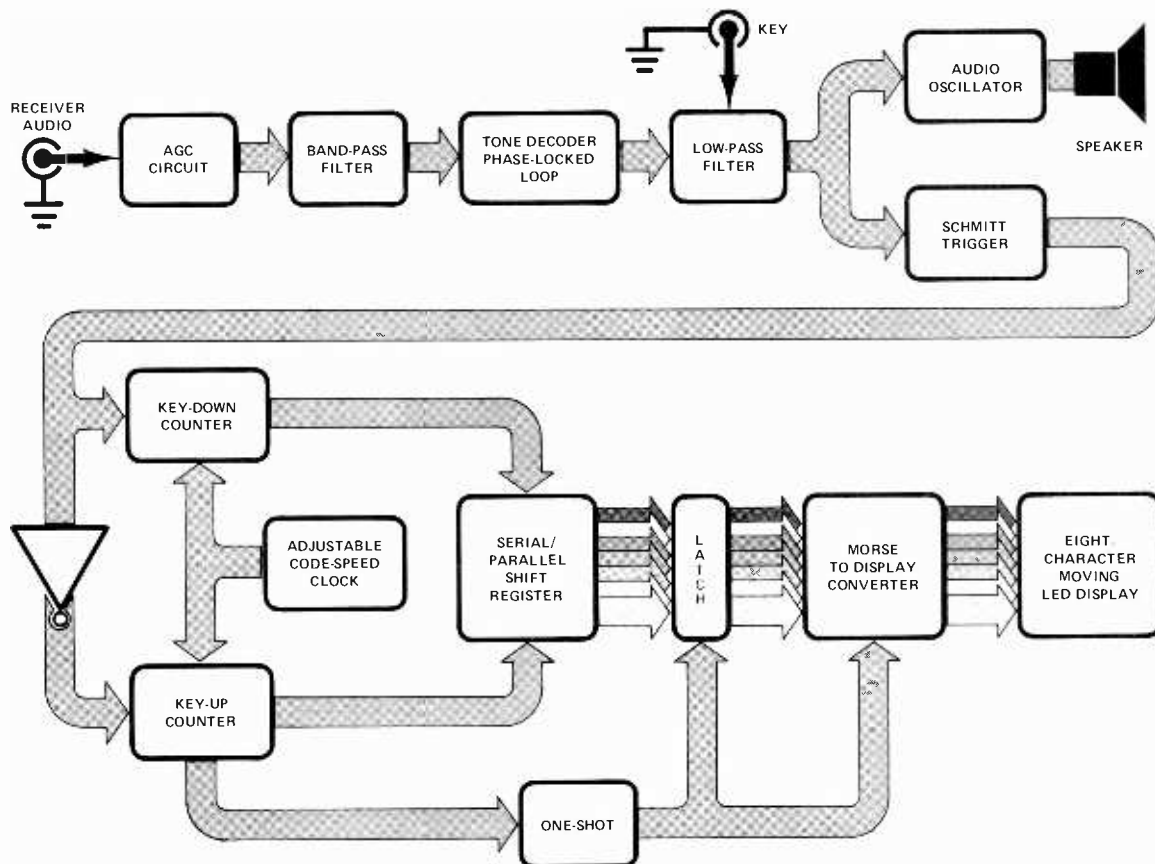 KEY
RECEIVER
AUDIO
AGC
CIRCUIT
BAND-PASS
FILTER
TONE DECODER
PHASE-LOCKED
LOOP
LOW-PASS
FILTER
AUDIO
OSCILLATOR
SPEAKER
SCHMITT
TRIGGER
KEY-DOWN
COUNTER
ADJUSTABLE
CODE-SPEED
CLOCK
SERIAL/
PARALLEL
SHIFT
REGISTER
L
A
T
C
H
MORSE
TO DISPLAY
CONVERTER
EIGHT
CHARACTER
MOVING
LED DISPLAY
KEY-UP
COUNTER
ONE-SHOT